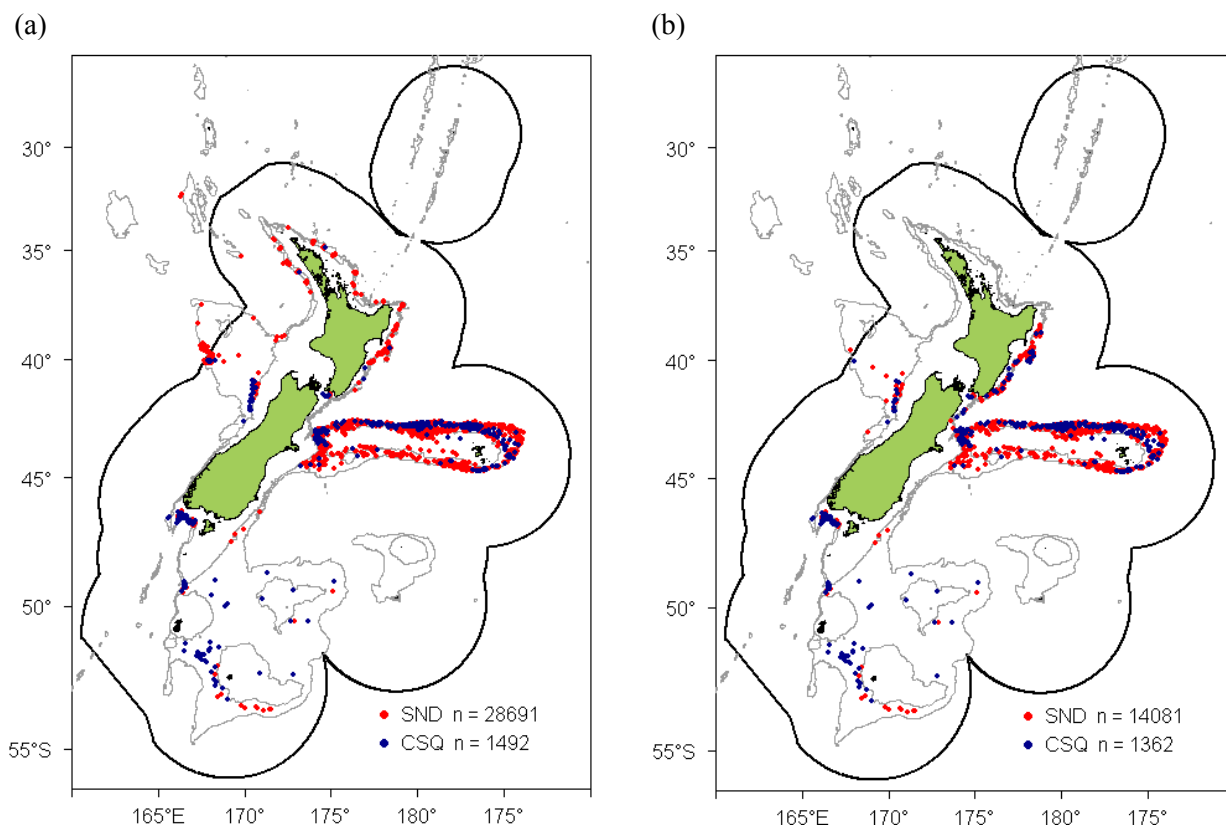 (a)
(b)
30°
35°
40°
45°
50°
55°S
SND n = 28691
CSQ n = 1492
165°E 170° 175° 180° 175°
30°
35°
40°
45°
50°
55°S
SND n = 14081
CSQ n = 1362
165°E 170° 175° 180° 175°